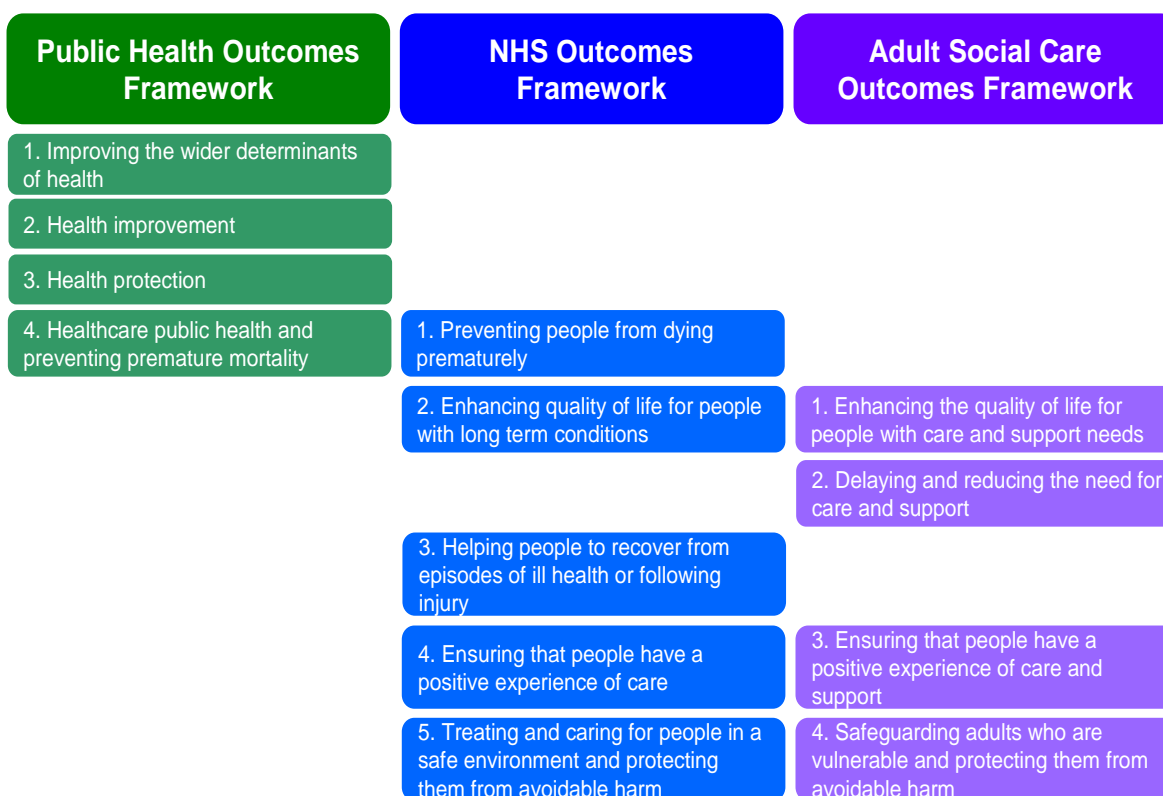 Public Health Outcomes
Framework
NHS Outcomes
Framework
Adult Social Care
Outcomes Framework
1. Improving the wider determinants
of health
2. Health improvement
3. Health protection
4. Healthcare public health and
preventing premature mortality
1. Preventing people from dying
prematurely
2. Enhancing quality of life for people
with long term conditions
1. Enhancing the quality of life for
people with care and support needs
2. Delaying and reducing the need for
care and support
3. Helping people to recover from
episodes of ill health or following
injury
4. Ensuring that people have a
positive experience of care
3. Ensuring that people have a
positive experience of care and
support
5. Treating and caring for people in a
safe environment and protecting
them from avoidable harm
4. Safeguarding adults who are
vulnerable and protecting them from
avoidable harm